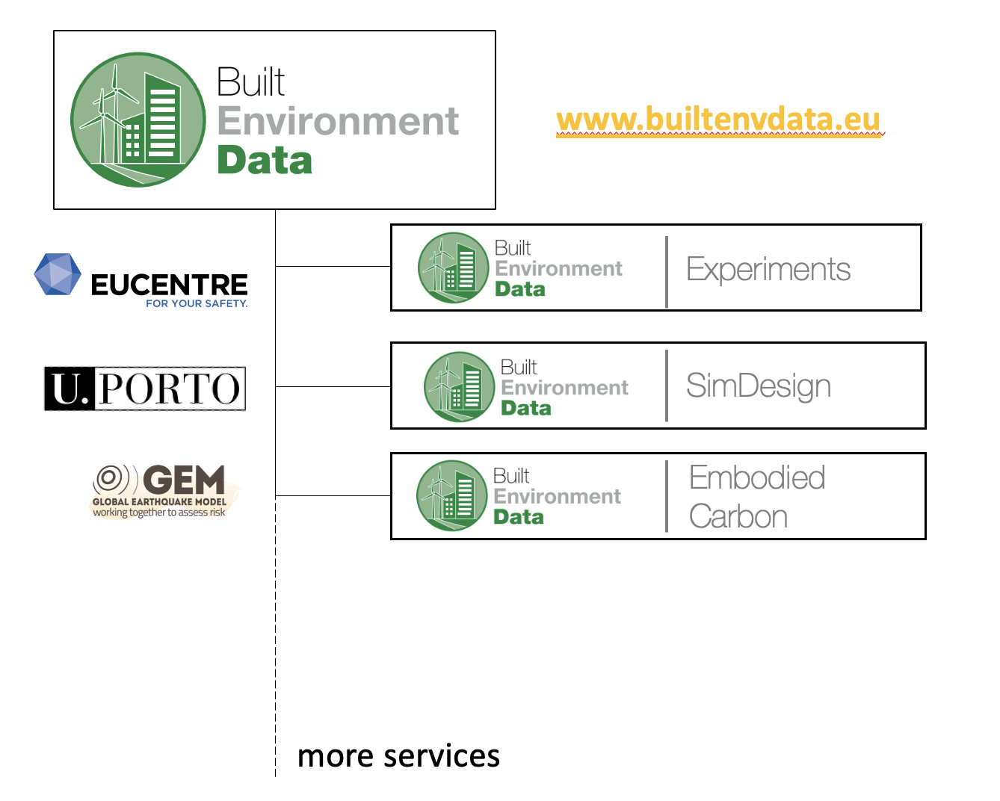 Built
Environment
Data
www.builtenvdata.eu
EUCENTRE
FOR YOUR SAFETY.
Built
Environment
Data
Experiments
U.PORTO
Built
Environment
Data
SimDesign
GEM
GLOBAL EARTHQUAKE MODEL
working together to assess risk
Built
Environment
Data
Embodied
Carbon
more services